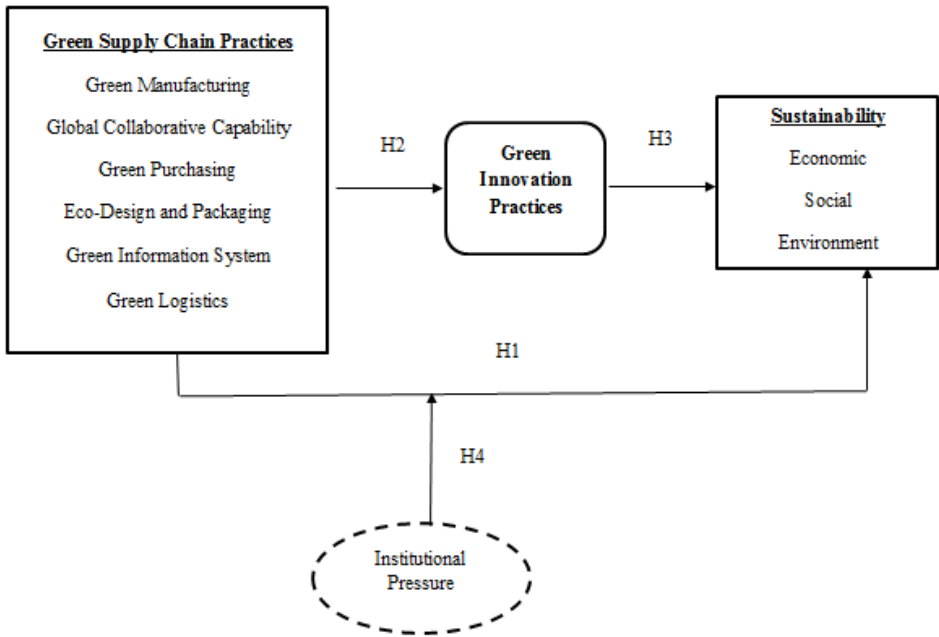 Green Supply Chain Practices
Green Manufacturing
Global Collaborative Capability
Green Purchasing
Eco-Design and Packaging
Green Information System
Green Logistics
H2
Green
Innovation
Practices
H3
Sustainability
Economic
Social
Environment
H1
H4
Institutional
Pressure